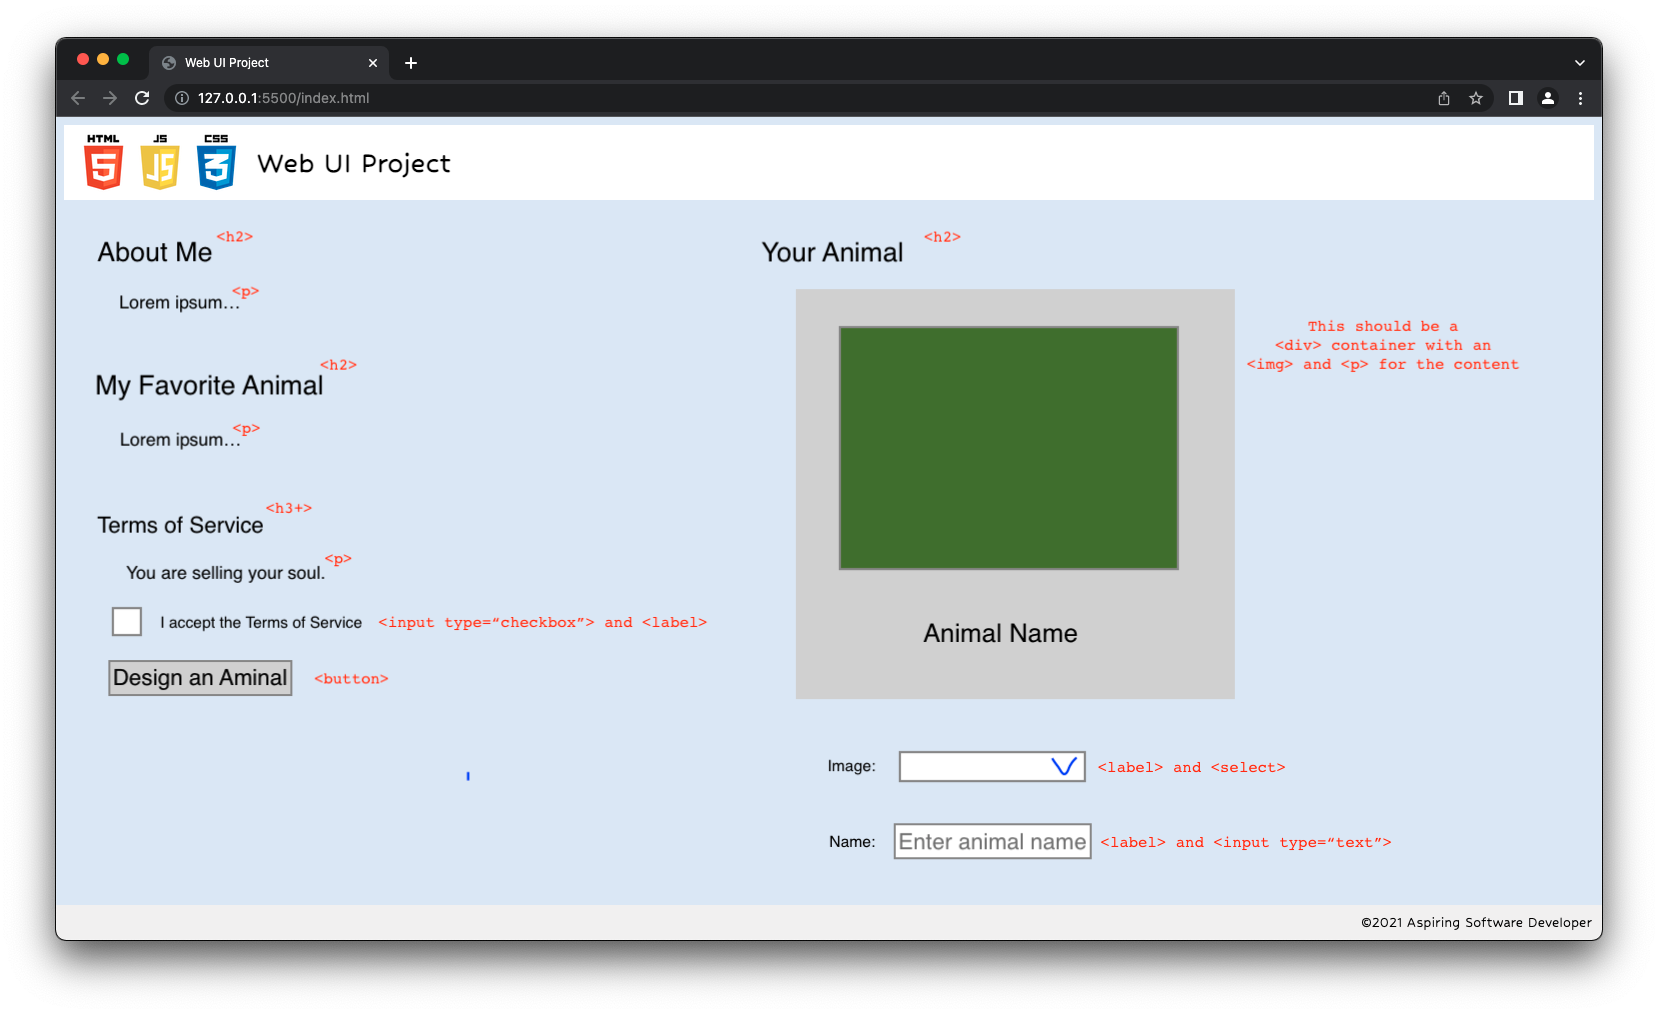 Web UI Project
127.0.0.1:5500/index.html
HTML JS CSS
5 JS 3
Web UI Project
About Me <h2>
Lorem ipsum... <p>
My Favorite Animal <h2>
Lorem ipsum... <p>
Terms of Service <h3+>
You are selling your soul. <p>
I accept the Terms of Service <input type=“checkbox”> and <label>
Design an Aminal <button>
Your Animal <h2>
This should be a
<div> container with an
<img> and <p> for the content
Animal Name
Image: <label> and <select>
Name: Enter animal name <label> and <input type=“text”>
©2021 Aspiring Software Developer